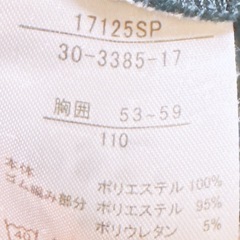 17125SP
30-3385-17
胸囲 53-59
110
本体 ポリエステル 100%
ゴム編み部分 ポリエステル 95%
ポリウレタン 5%